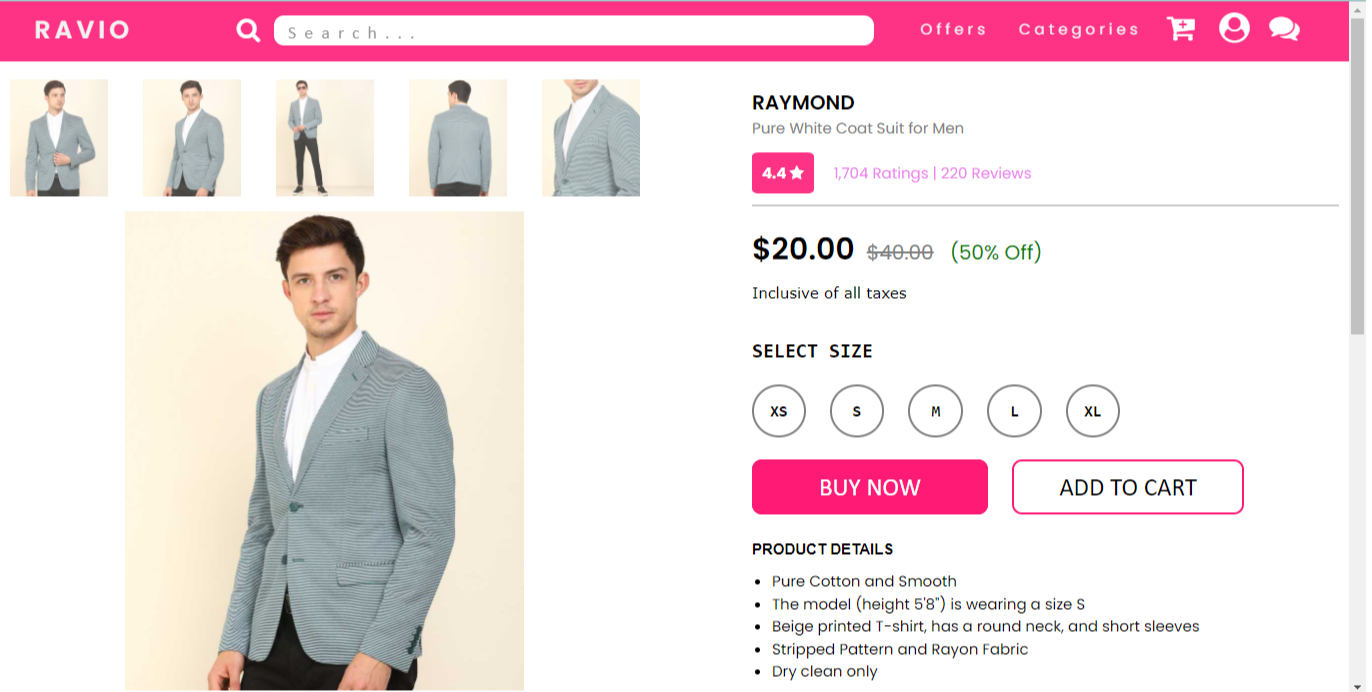 RAVIO
Search...
Offers
Categories
RAYMOND
Pure White Coat Suit for Men
4.4
1,704 Ratings | 220 Reviews
$20.00 $40.00 (50% Off)
Inclusive of all taxes
SELECT SIZE
XS S M L XL
BUY NOW ADD TO CART
PRODUCT DETAILS
• Pure Cotton and Smooth
• The model (height 5'8") is wearing a size S
• Beige printed T-shirt, has a round neck, and short sleeves
• Stripped Pattern and Rayon Fabric
• Dry clean only